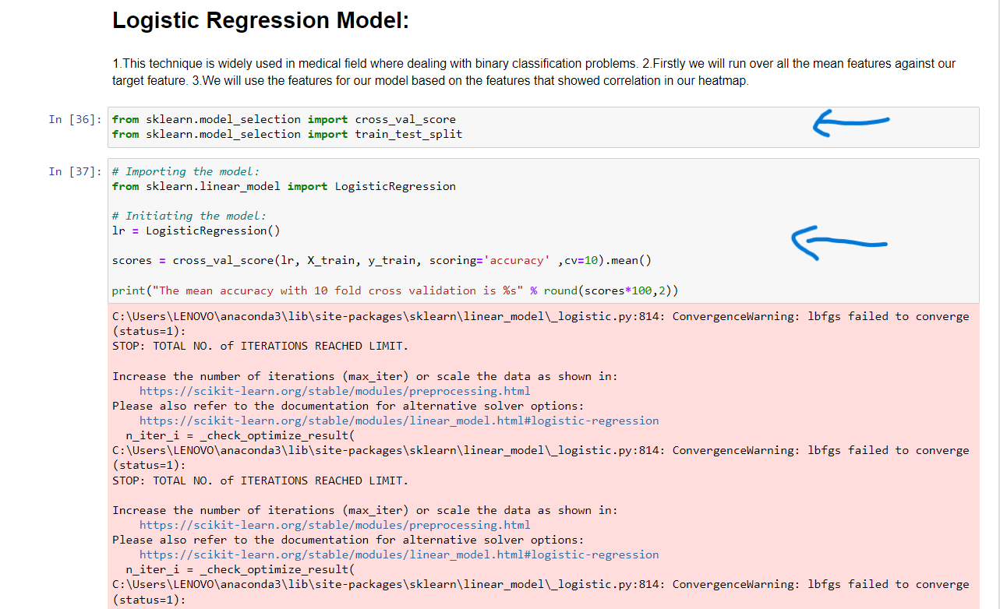 Logistic Regression Model:
1.This technique is widely used in medical field where dealing with binary classification problems. 2.Firstly we will run over all the mean features against our
target feature. 3.We will use the features for our model based on the features that showed correlation in our heatmap.
In [36]: from sklearn.model_selection import cross_val_score
from sklearn.model_selection import train_test_split
In [37]: # Importing the model:
from sklearn.linear_model import LogisticRegression
# Initiating the model:
lr = LogisticRegression()
scores = cross_val_score(lr, X_train, y_train, scoring='accuracy' ,cv=10).mean()
print("The mean accuracy with 10 fold cross validation is %s" % round(scores*100,2))
C:\Users\LENOVO\anaconda3\lib\site-packages\sklearn\linear_model\_logistic.py:814: ConvergenceWarning: lbfgs failed to converge
(status=1):
STOP: TOTAL NO. of ITERATIONS REACHED LIMIT.
Increase the number of iterations (max_iter) or scale the data as shown in:
https://scikit-learn.org/stable/modules/preprocessing.html
Please also refer to the documentation for alternative solver options:
https://scikit-learn.org/stable/modules/linear_model.html#logistic-regression
n_iter_i = _check_optimize_result(
C:\Users\LENOVO\anaconda3\lib\site-packages\sklearn\linear_model\_logistic.py:814: ConvergenceWarning: lbfgs failed to converge
(status=1):
STOP: TOTAL NO. of ITERATIONS REACHED LIMIT.
Increase the number of iterations (max_iter) or scale the data as shown in:
https://scikit-learn.org/stable/modules/preprocessing.html
Please also refer to the documentation for alternative solver options:
https://scikit-learn.org/stable/modules/linear_model.html#logistic-regression
n_iter_i = _check_optimize_result(
C:\Users\LENOVO\anaconda3\lib\site-packages\sklearn\linear_model\_logistic.py:814: ConvergenceWarning: lbfgs failed to converge
(status=1):